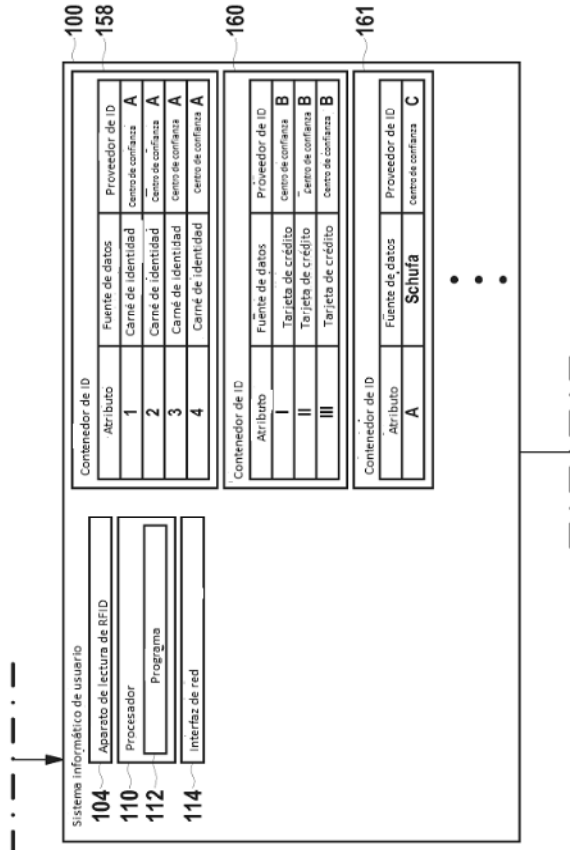 100
158
160
161
Sistema informático de usuario
104
Aparato de lectura de RFID
110
Procesador
112
Programa
114
Interfaz de red
Contenedor de ID
Atributo Fuente de datos Proveedor de ID
1 Carné de identidad Centro de confianza A
2 Carné de identidad Centro de confianza A
3 Carné de identidad Centro de confianza A
4 Carné de identidad Centro de confianza A
Contenedor de ID
Atributo Fuente de datos Proveedor de ID
I Tarjeta de crédito Centro de confianza B
II Tarjeta de crédito Centro de confianza B
III Tarjeta de crédito Centro de confianza B
Contenedor de ID
Atributo Fuente de datos Proveedor de ID
A Schufa Centro de confianza C